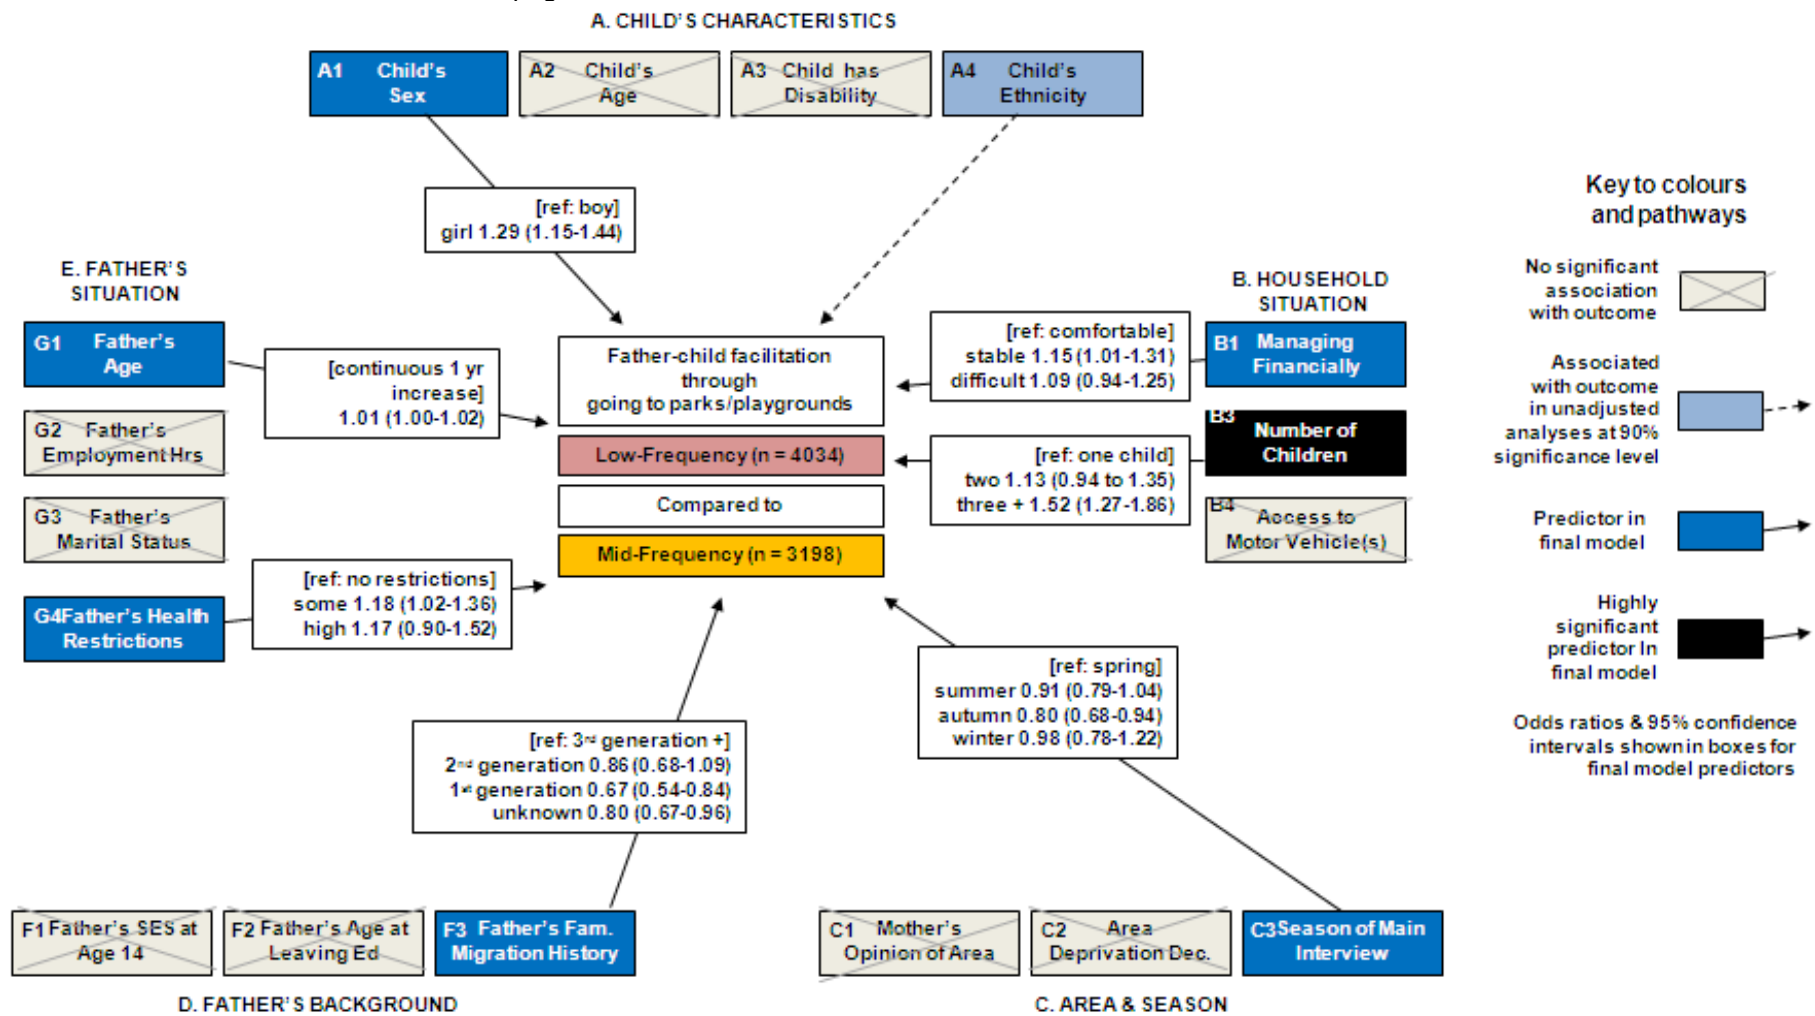 A. CHILD'S CHARACTERISTICS
A1 Child's
Sex
A2 Child's
Age
A3 Child has
Disability
A4 Child's
Ethnicity
[ref: boy]
girl 1.29 (1.15-1.44)
E. FATHER'S
SITUATION
G1 Father's
Age
G2 Father's
Employment Hrs
G3 Father's
Marital Status
G4Father's Health
Restrictions
[continuous 1 yr
increase]
1.01 (1.00-1.02)
[ref: no restrictions]
some 1.18 (1.02-1.36)
high 1.17 (0.90-1.52)
Father-child facilitation
through
going to parks/playgrounds
Low-Frequency (n = 4034)
Compared to
Mid-Frequency (n = 3198)
B. HOUSEHOLD
SITUATION
[ref: comfortable]
stable 1.15 (1.01-1.31)
difficult 1.09 (0.94-1.25)
B1 Managing
Financially
[ref: one child]
two 1.13 (0.94 to 1.35)
three + 1.52 (1.27-1.86)
B3
Number of
Children
B4
Access to
Motor Vehicle(s)
[ref: spring]
summer 0.91 (0.79-1.04)
autumn 0.80 (0.68-0.94)
winter 0.98 (0.78-1.22)
[ref: 3rd generation +]
2nd generation 0.86 (0.68-1.09)
1st generation 0.67 (0.54-0.84)
unknown 0.80 (0.67-0.96)
F1 Father's SES at
Age 14
F2 Father's Age at
Leaving Ed
F3 Father's Fam.
Migration History
D. FATHER'S BACKGROUND
C1 Mother's
Opinion of Area
C2 Area
Deprivation Dec.
C3Season of Main
Interview
C. AREA & SEASON
Key to colours
and pathways
No significant
association
with outcome
Associated
with outcome
in unadjusted
analyses at 90%
significance level
Predictor in
final model
Highly
significant
predictor In
final model
Odds ratios & 95% confidence
intervals shown in boxes for
final model predictors